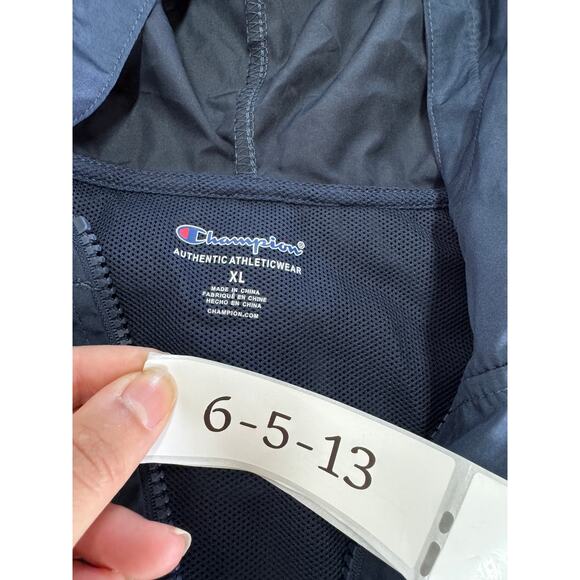 Champion®
AUTHENTIC ATHLETICWEAR
XL
MADE IN CHINA
FABRIQUÉ EN CHINE
HECHO EN CHINA
CHAMPION.COM
6-5-13